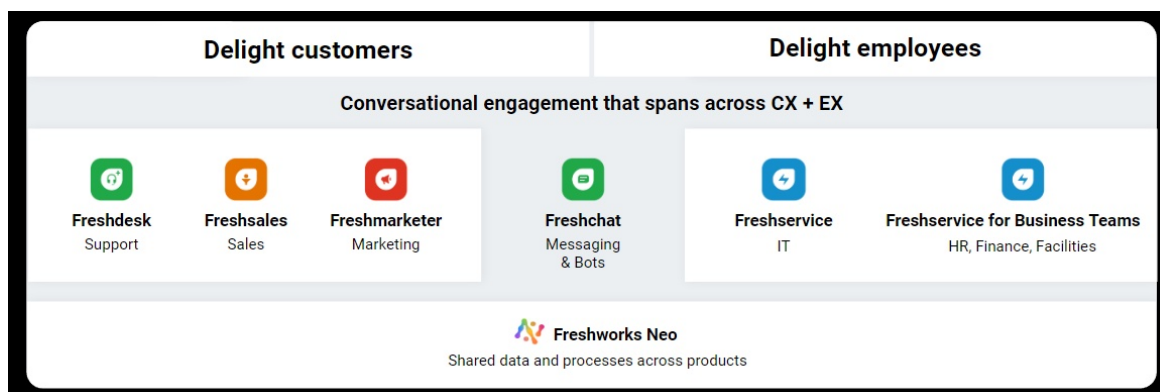 Delight customers
Delight employees
Conversational engagement that spans across CX + EX
Freshdesk
Support
Freshsales
Sales
Freshmarketer
Marketing
Freshchat
Messaging
& Bots
Freshservice
IT
Freshservice for Business Teams
HR, Finance, Facilities
Freshworks Neo
Shared data and processes across products